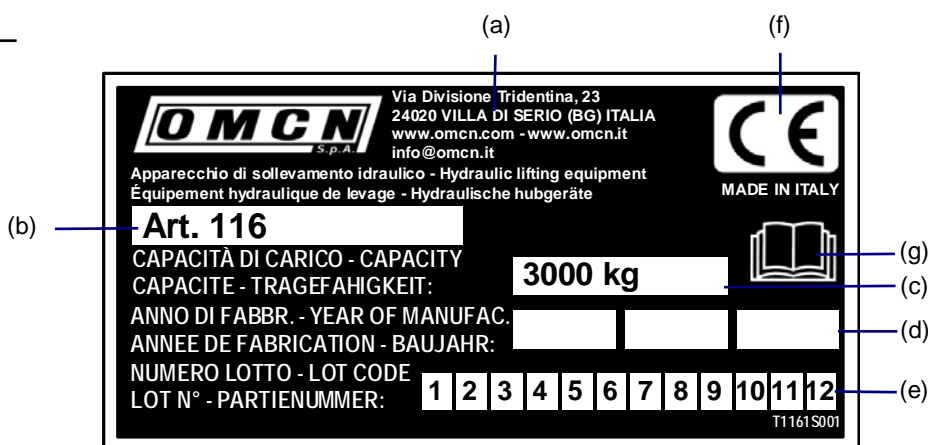 (a)
(f)
OMCN
S.p.A.
Via Divisione Tridentina, 23
24020 VILLA DI SERIO (BG) ITALIA
www.omcn.com - www.omcn.it
info@omcn.it
CE
MADE IN ITALY
Apparecchio di sollevamento idraulico - Hydraulic lifting equipment
Équipement hydraulique de levage - Hydraulische hubgeräte
(b)
Art. 116
(g)
CAPACITÀ DI CARICO - CAPACITY
CAPACITE - TRAGEFAHIGKEIT:
3000 kg
(c)
ANNO DI FABBR. - YEAR OF MANUFAC.
ANNEE DE FABRICATION - BAUJAHR:
(d)
NUMERO LOTTO - LOT CODE
LOT N° - PARTIENUMMER:
1 2 3 4 5 6 7 8 9 10 11 12
(e)
T1161S001